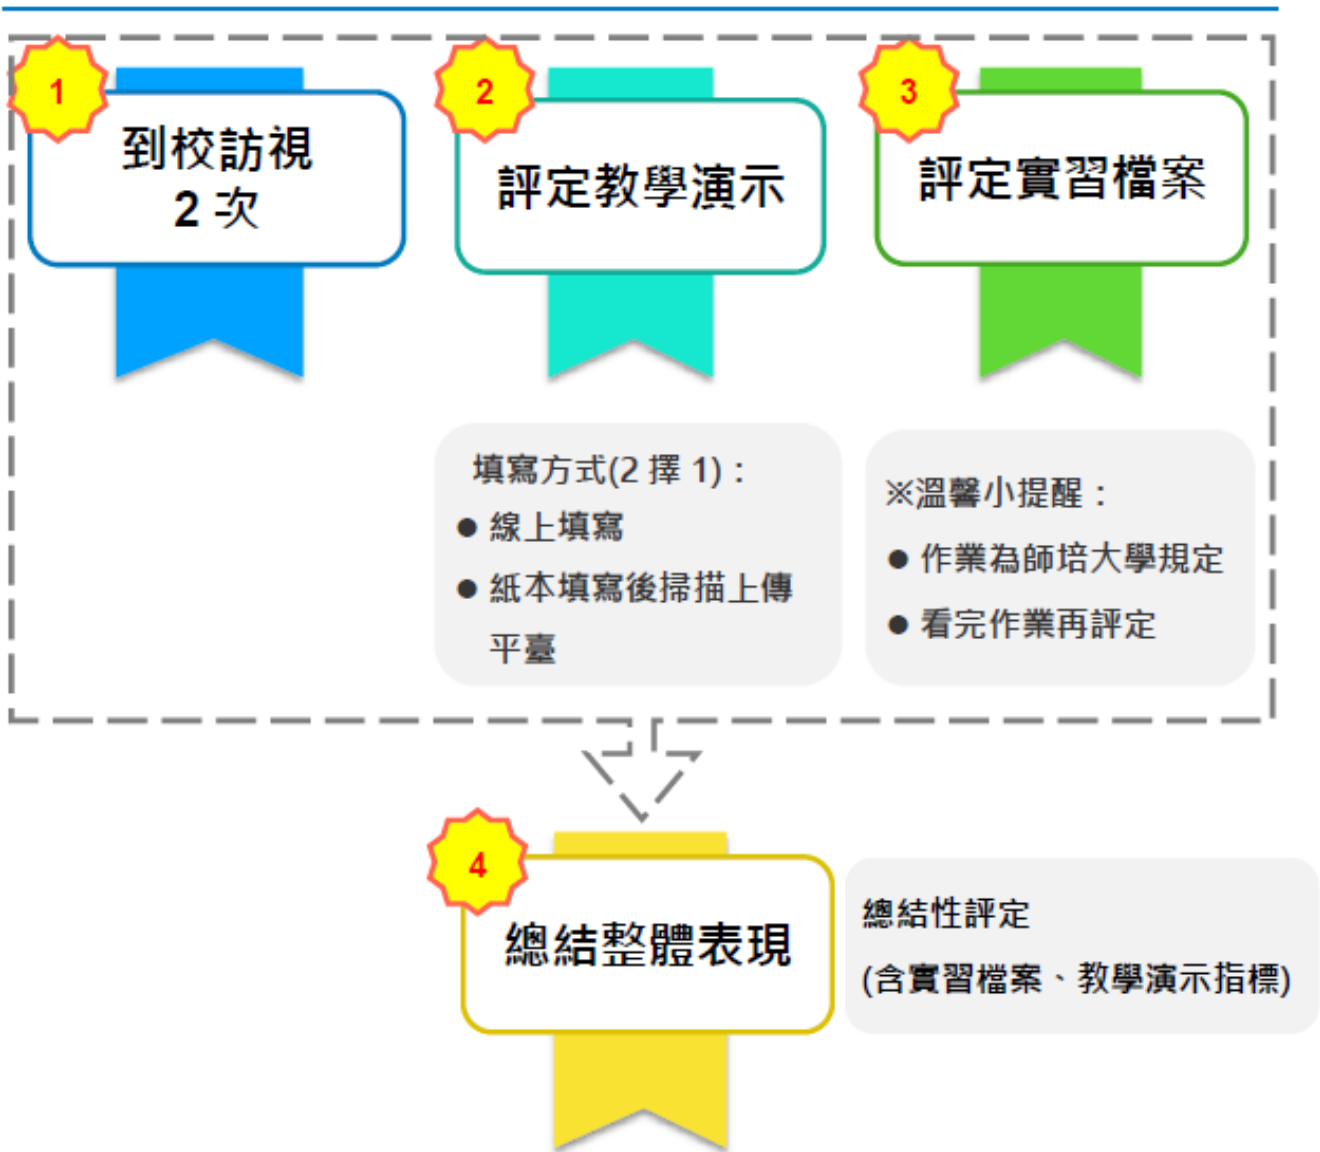 1
到校訪視
2 次
2
評定教學演示
3
評定實習檔案
填寫方式(2 擇 1)：
● 線上填寫
● 紙本填寫後掃描上傳
平臺
※溫馨小提醒：
● 作業為師培大學規定
● 看完作業再評定
4
總結整體表現
總結性評定
(含實習檔案、教學演示指標)